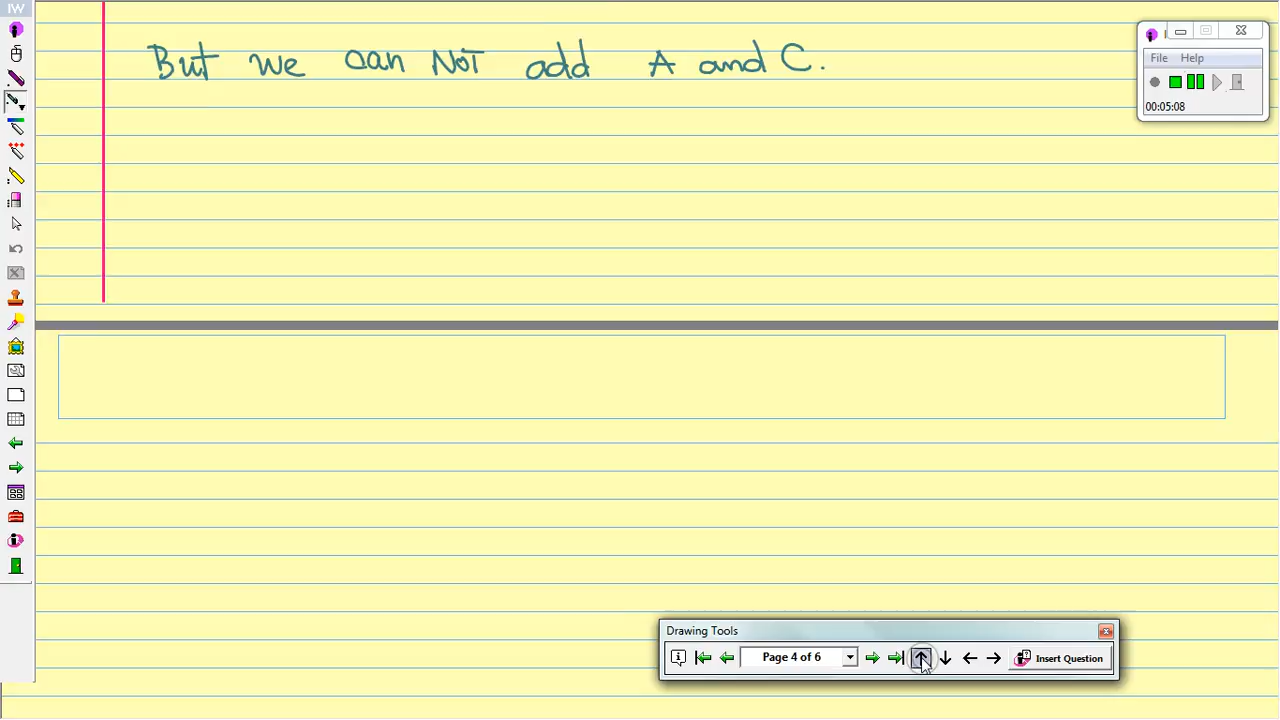 IW
But we can NOT add A and C.
File Help
00:05:08
Drawing Tools
Page 4 of 6 Insert Question